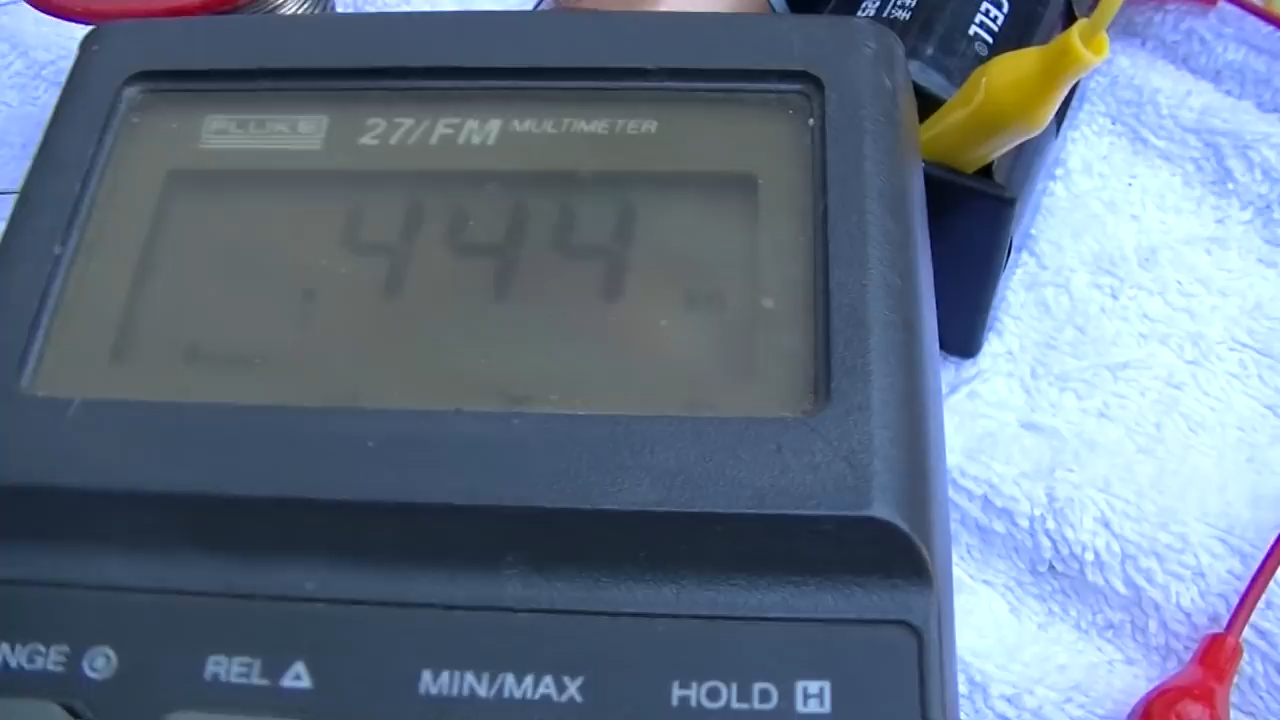 CELL®
FLUKE 27/FM MULTIMETER
.444
NGE
REL △
MIN/MAX
HOLD H